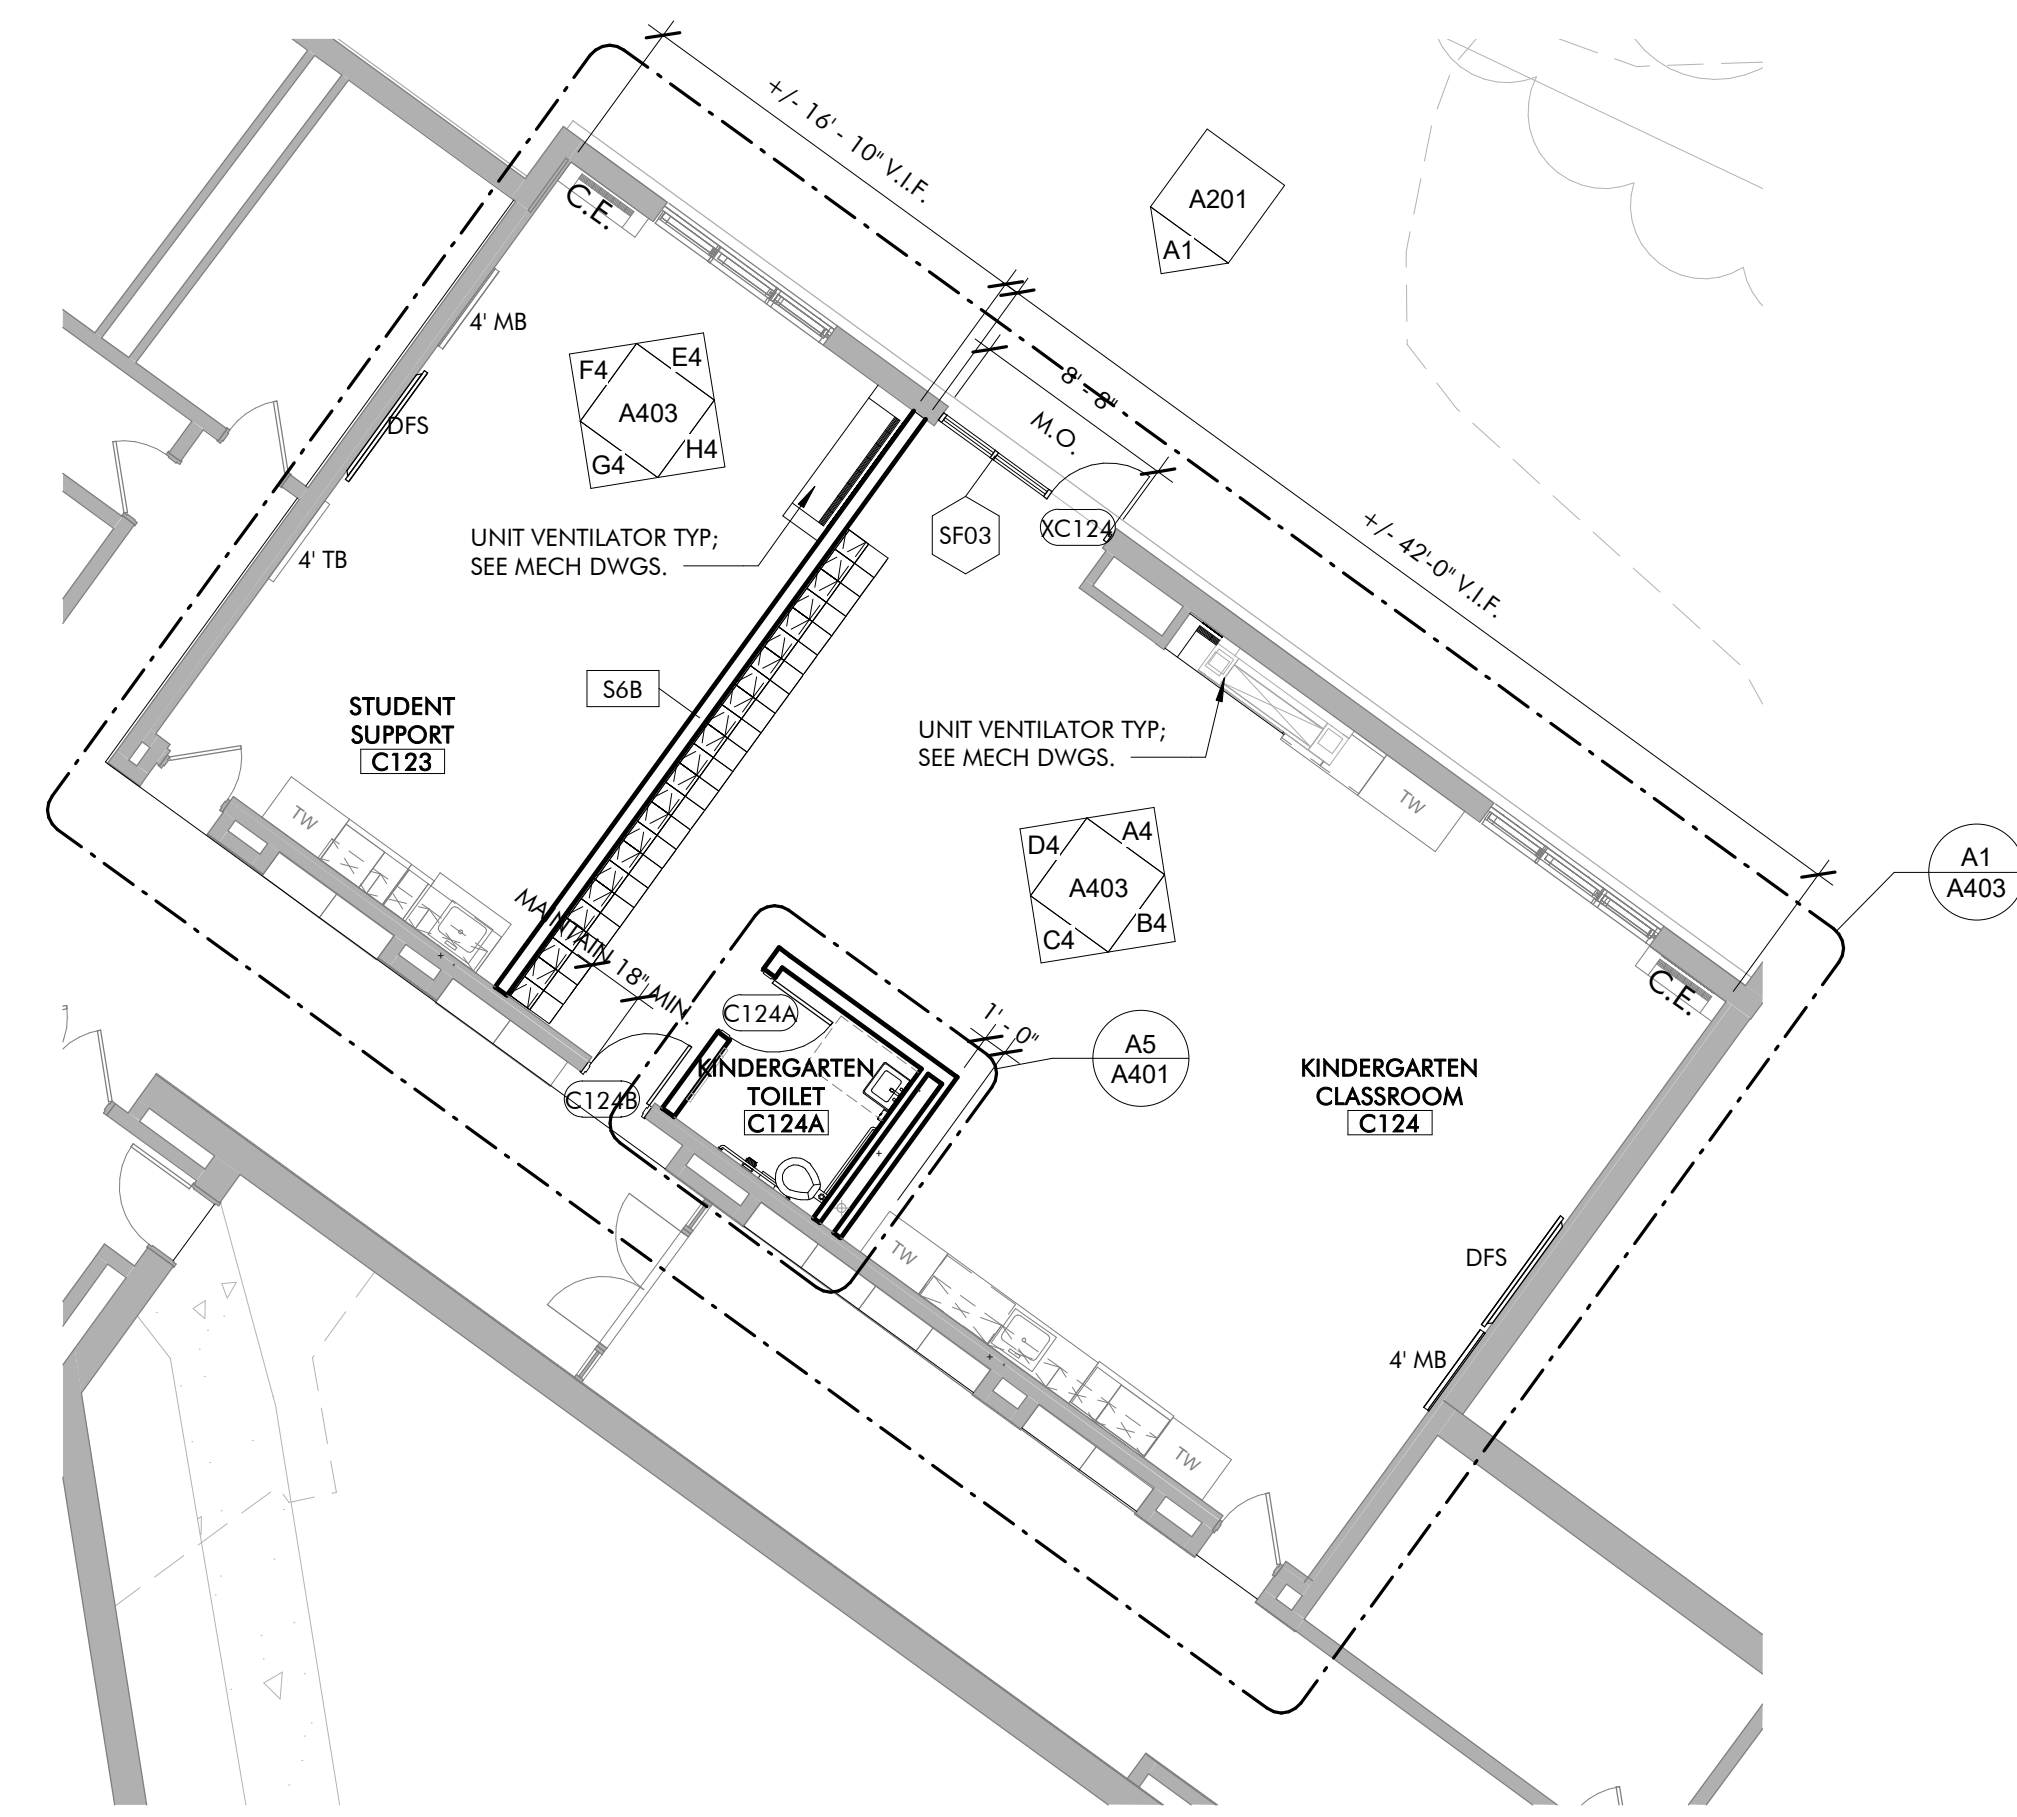 +/- 16' - 10" V.I.F.
A201
A1
C.E.
4' MB
F4
E4
A403
G4
H4
8' - 8"
M.O.
DFS
UNIT VENTILATOR TYP;
SEE MECH DWGS.
SF03
XC124
+/- 42'-0" V.I.F.
4' TB
S6B
STUDENT
SUPPORT
C123
UNIT VENTILATOR TYP;
SEE MECH DWGS.
TW
TW
D4
A4
A403
C4
B4
A1
A403
MAINTAIN 18" MIN.
C.E.
C124A
1' - 0"
A5
A401
KINDERGARTEN
TOILET
C124A
C124B
KINDERGARTEN
CLASSROOM
C124
TW
DFS
4' MB
TW